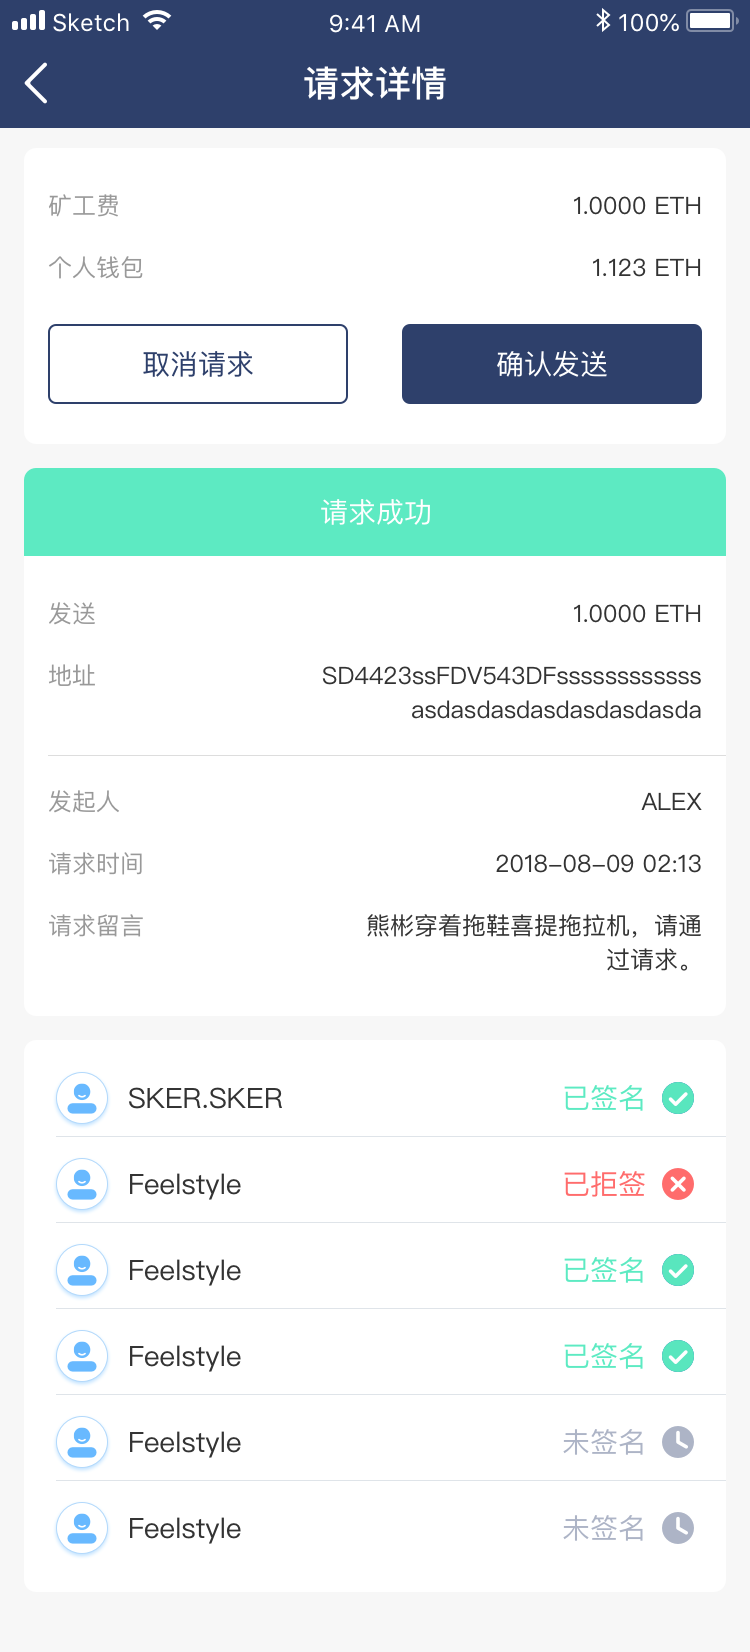 Sketch 9:41 AM 100%
请求详情
矿工费 1.0000 ETH
个人钱包 1.123 ETH
取消请求 确认发送
请求成功
发送 1.0000 ETH
地址 SD4423ssFDV543DFssssssssssss
asdasdasdasdasdasdasda
发起人 ALEX
请求时间 2018-08-09 02:13
请求留言 熊彬穿着拖鞋喜提拖拉机，请通
过请求。
SKER.SKER 已签名
Feelstyle 已拒签
Feelstyle 已签名
Feelstyle 已签名
Feelstyle 未签名
Feelstyle 未签名